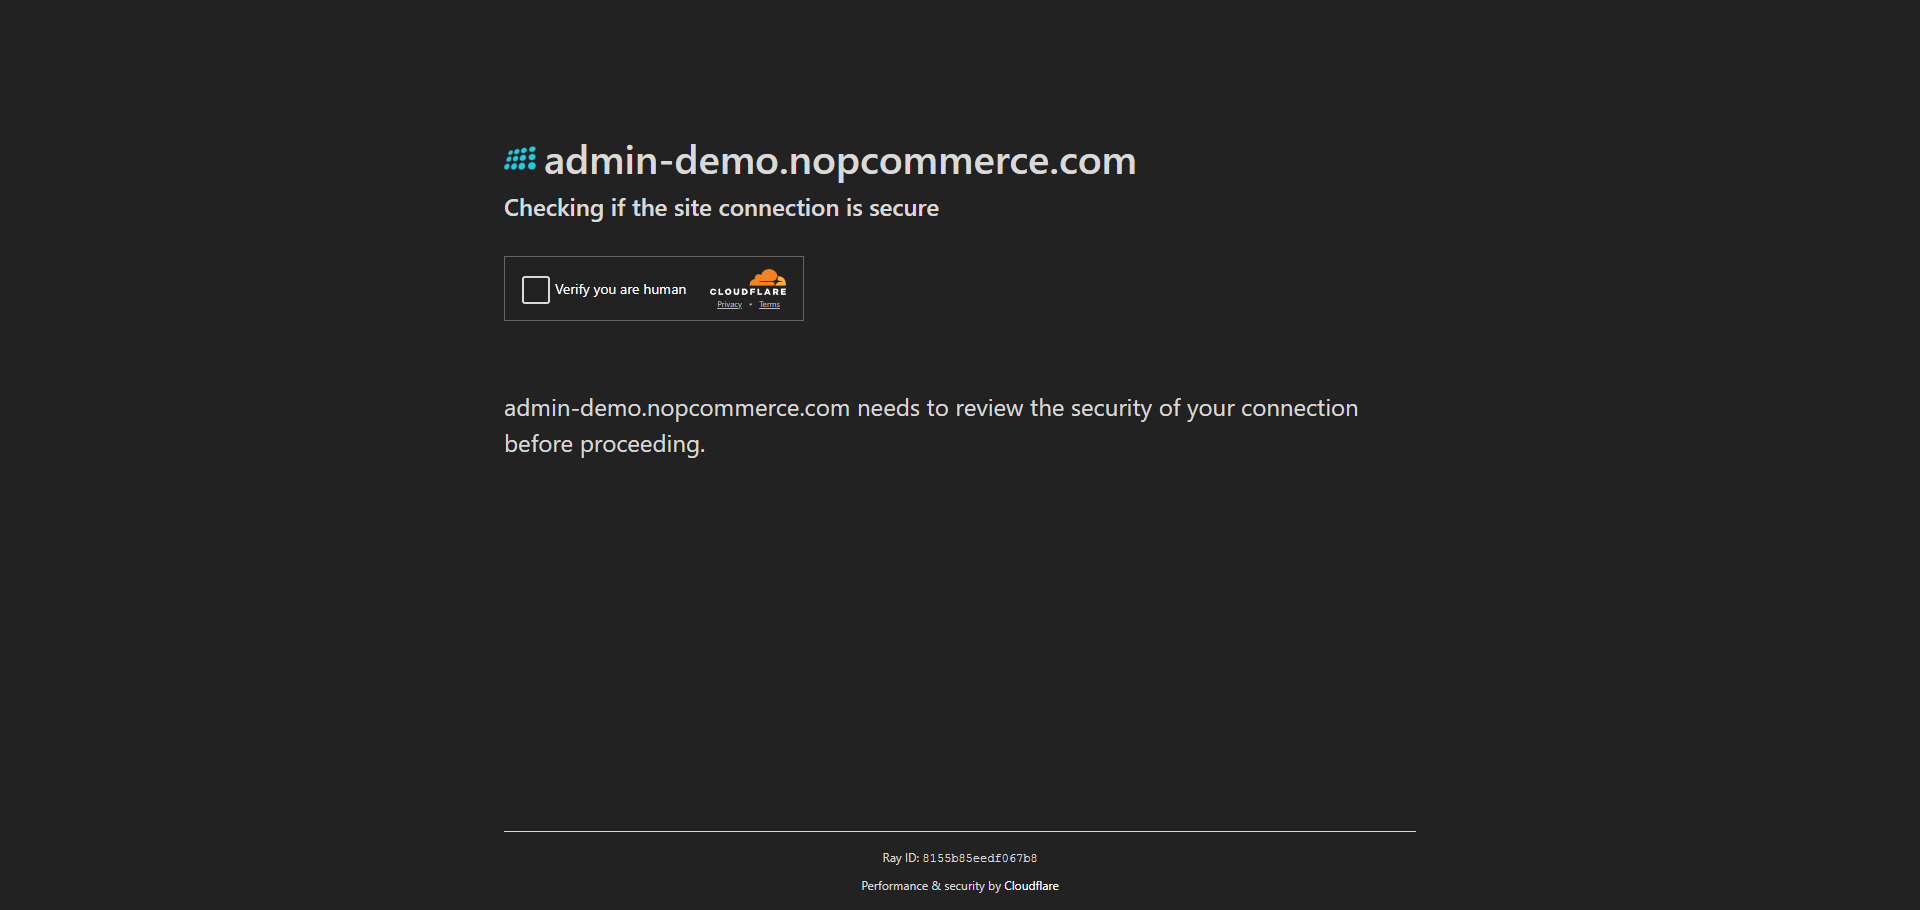 admin-demo.nopcommerce.com
Checking if the site connection is secure
Verify you are human
CLOUDFLARE
Privacy • Terms
admin-demo.nopcommerce.com needs to review the security of your connection
before proceeding.
Ray ID: 8155b85eedf067b8
Performance & security by Cloudflare